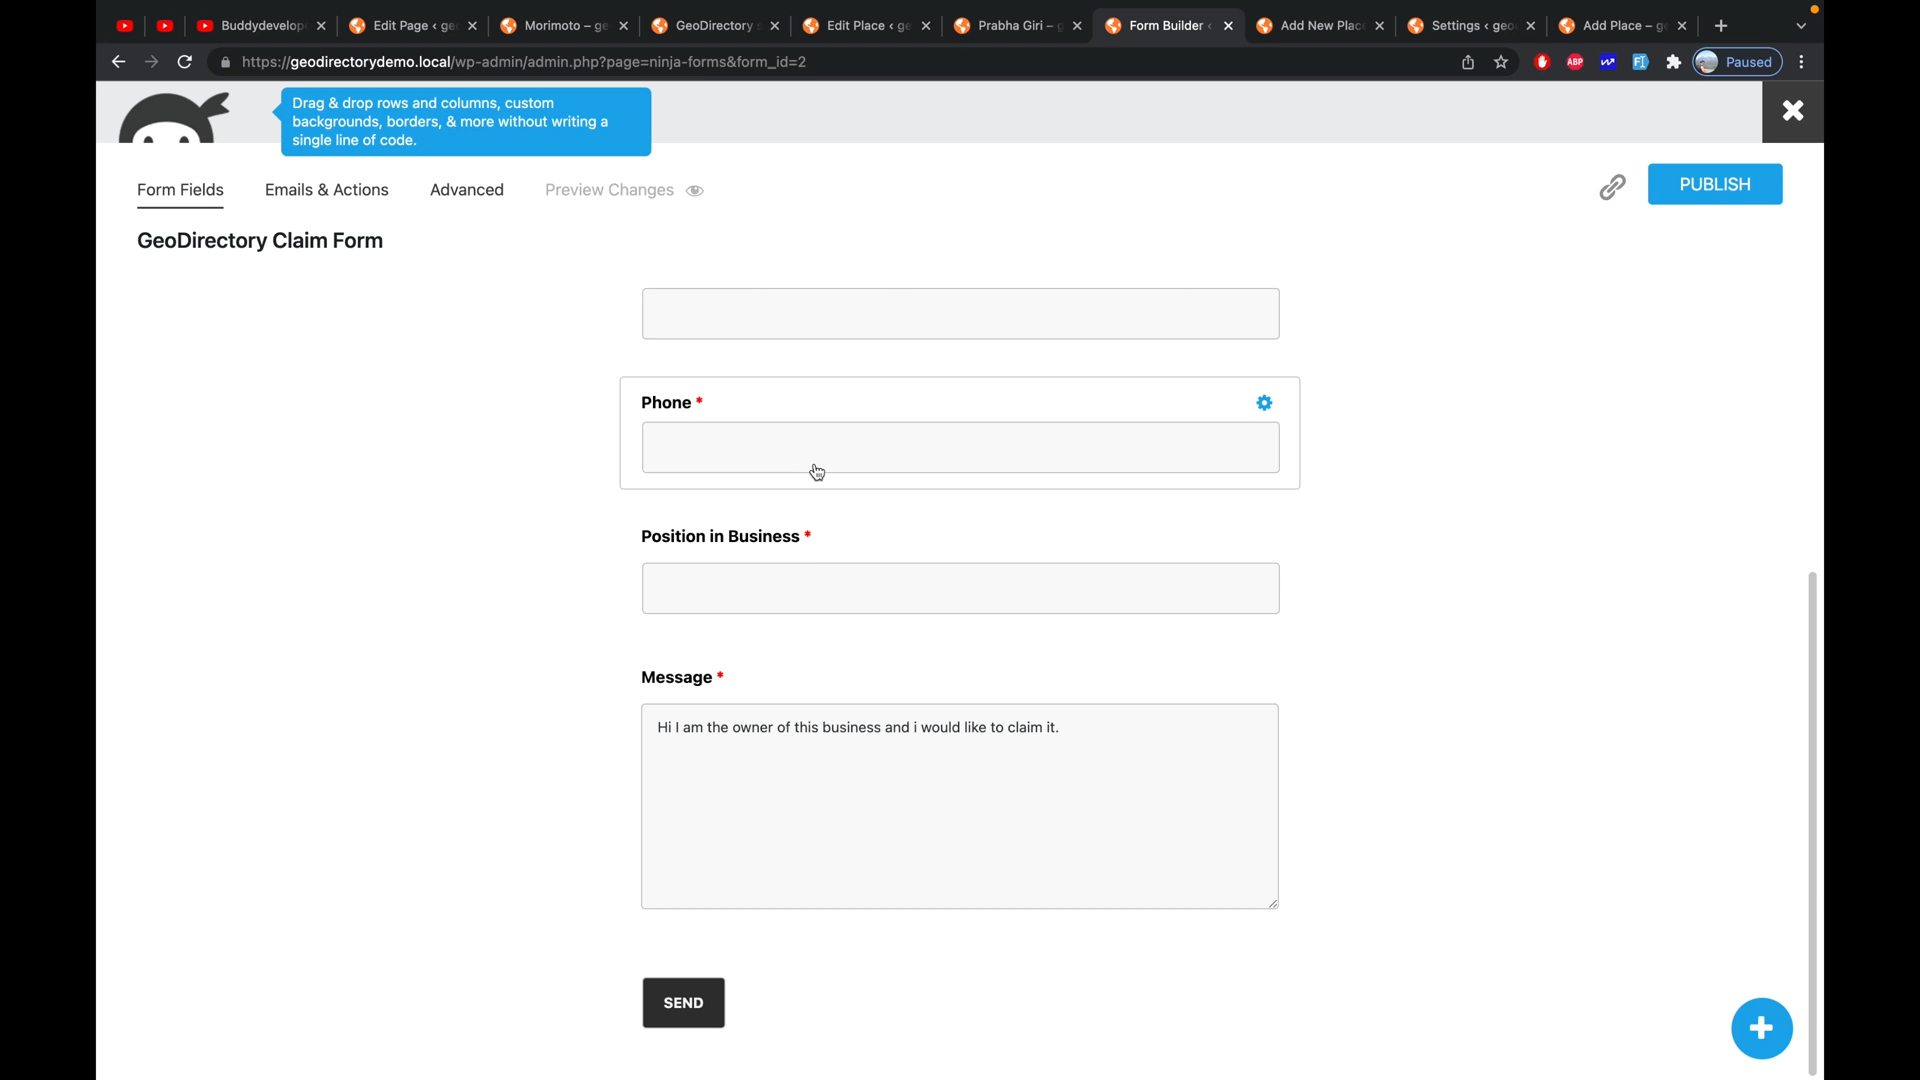 Buddydevelop
Edit Page < ge
Morimoto – ge
GeoDirectory
Edit Place < ge
Prabha Giri – g
Form Builder <
Add New Plac
Settings < geo
Add Place – g
https://geodirectorydemo.local/wp-admin/admin.php?page=ninja-forms&form_id=2
ABP
Paused
Drag & drop rows and columns, custom
backgrounds, borders, & more without writing a
single line of code.
Form Fields
Emails & Actions
Advanced
Preview Changes
PUBLISH
GeoDirectory Claim Form
Phone *
Position in Business *
Message *
Hi I am the owner of this business and i would like to claim it.
SEND